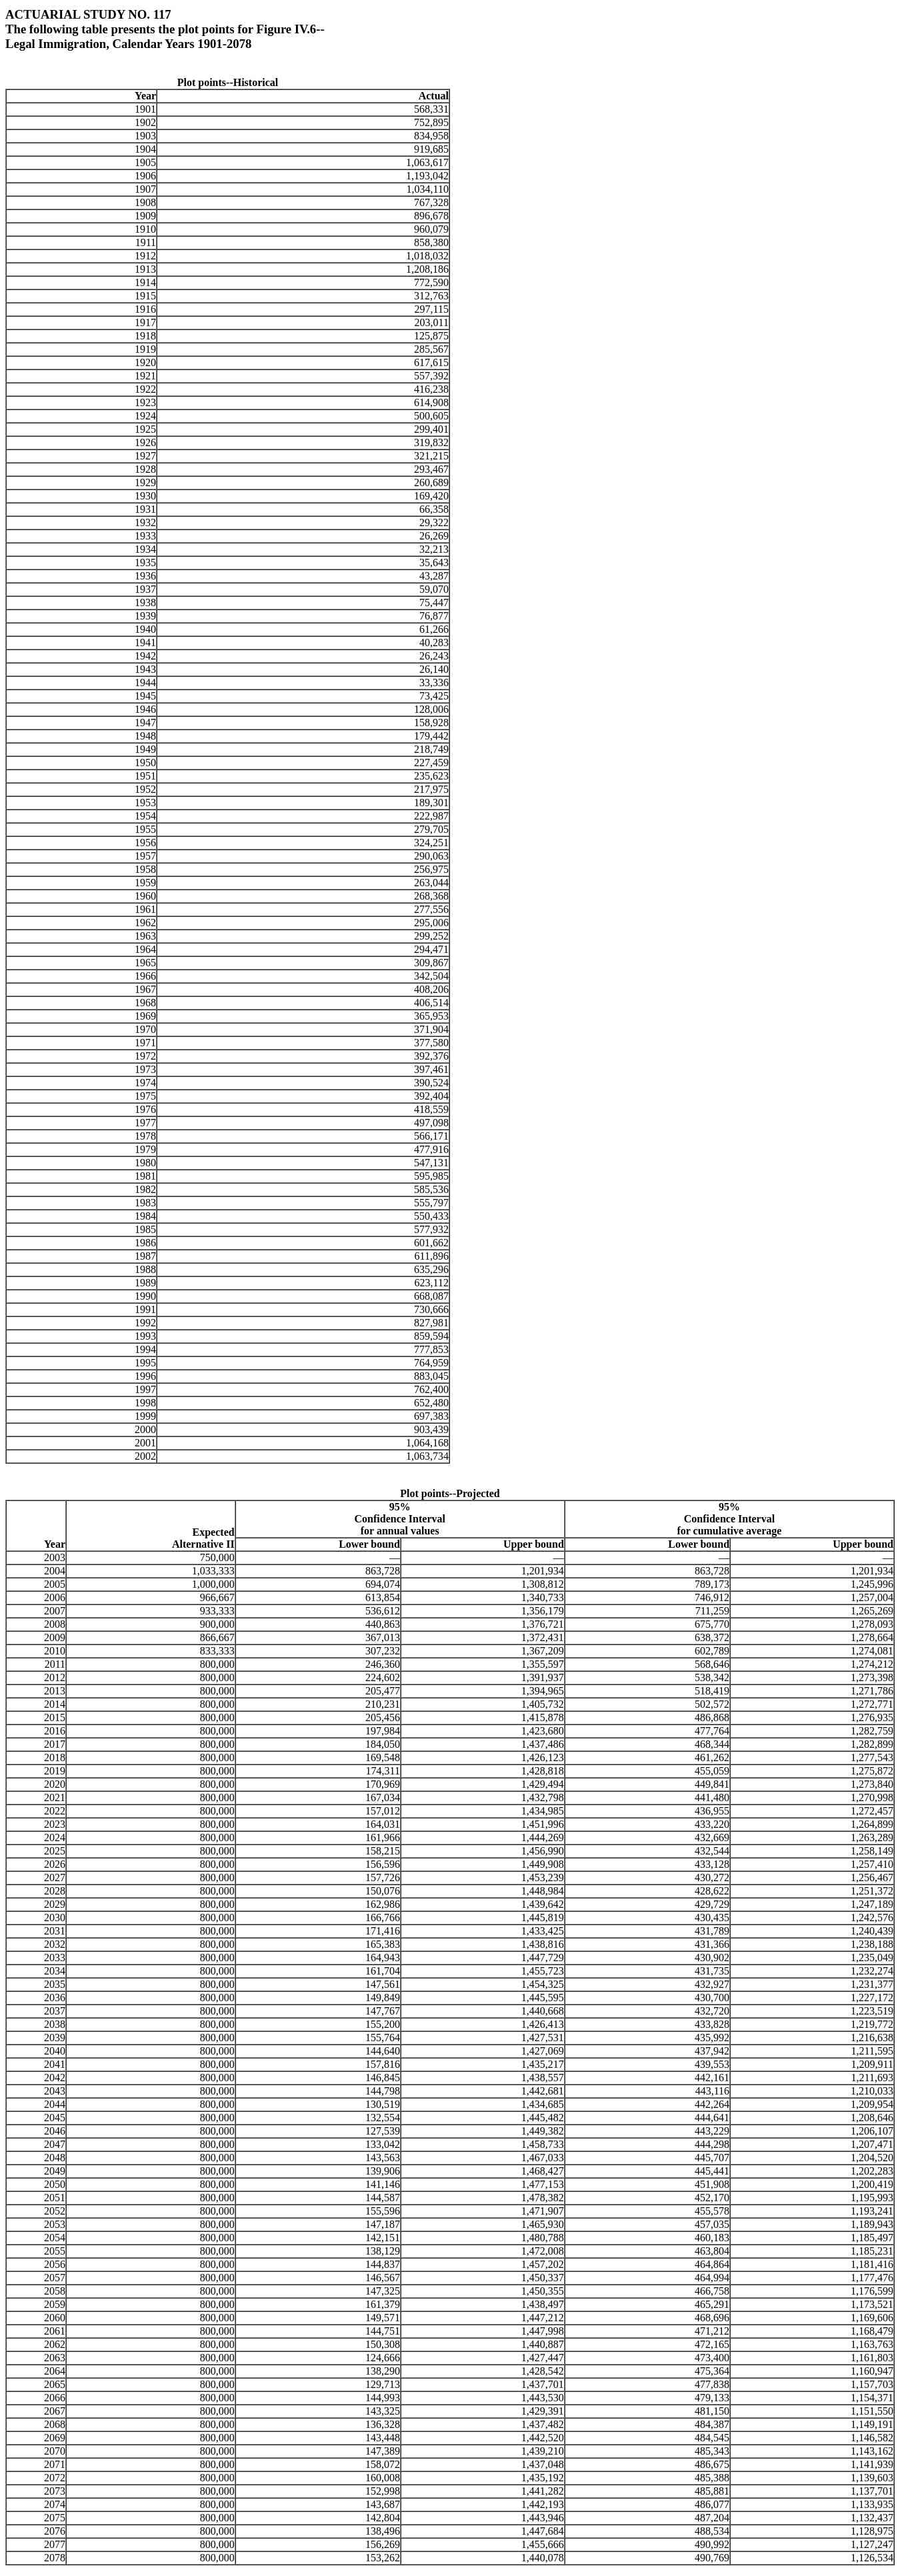 ACTUARIAL STUDY NO. 117
The following table presents the plot points for Figure IV.6--
Legal Immigration, Calendar Years 1901-2078
Plot points--Historical
Year Actual
1901 568,331
1902 752,895
1903 834,958
1904 919,685
1905 1,063,617
1906 1,193,042
1907 1,034,110
1908 767,328
1909 896,678
1910 960,079
1911 858,380
1912 1,018,032
1913 1,208,186
1914 772,590
1915 312,763
1916 297,115
1917 203,011
1918 125,875
1919 285,567
1920 617,615
1921 557,392
1922 416,238
1923 614,908
1924 500,605
1925 299,401
1926 319,832
1927 321,215
1928 293,467
1929 260,689
1930 169,420
1931 66,358
1932 29,322
1933 26,269
1934 32,213
1935 35,643
1936 43,287
1937 59,070
1938 75,447
1939 76,877
1940 61,266
1941 40,283
1942 26,243
1943 26,140
1944 33,336
1945 73,425
1946 128,006
1947 158,928
1948 179,442
1949 218,749
1950 227,459
1951 235,623
1952 217,975
1953 189,301
1954 222,987
1955 279,705
1956 324,251
1957 290,063
1958 256,975
1959 263,044
1960 268,368
1961 277,556
1962 295,006
1963 299,252
1964 294,471
1965 309,867
1966 342,504
1967 408,206
1968 406,514
1969 365,953
1970 371,904
1971 377,580
1972 392,376
1973 397,461
1974 390,524
1975 392,404
1976 418,559
1977 497,098
1978 566,171
1979 477,916
1980 547,131
1981 595,985
1982 585,536
1983 555,797
1984 550,433
1985 577,932
1986 601,662
1987 611,896
1988 635,296
1989 623,112
1990 668,087
1991 730,666
1992 827,981
1993 859,594
1994 777,853
1995 764,959
1996 883,045
1997 762,400
1998 652,480
1999 697,383
2000 903,439
2001 1,064,168
2002 1,063,734
Plot points--Projected
95% 95%
Confidence Interval Confidence Interval
Expected for annual values for cumulative average
Year Alternative II Lower bound Upper bound Lower bound Upper bound
2003 750,000 — — — —
2004 1,033,333 863,728 1,201,934 863,728 1,201,934
2005 1,000,000 694,074 1,308,812 789,173 1,245,996
2006 966,667 613,854 1,340,733 746,912 1,257,004
2007 933,333 536,612 1,356,179 711,259 1,265,269
2008 900,000 440,863 1,376,721 675,770 1,278,093
2009 866,667 367,013 1,372,431 638,372 1,278,664
2010 833,333 307,232 1,367,209 602,789 1,274,081
2011 800,000 246,360 1,355,597 568,646 1,274,212
2012 800,000 224,602 1,391,937 538,342 1,273,398
2013 800,000 205,477 1,394,965 518,419 1,271,786
2014 800,000 210,231 1,405,732 502,572 1,272,771
2015 800,000 205,456 1,415,878 486,868 1,276,935
2016 800,000 197,984 1,423,680 477,764 1,282,759
2017 800,000 184,050 1,437,486 468,344 1,282,899
2018 800,000 169,548 1,426,123 461,262 1,277,543
2019 800,000 174,311 1,428,818 455,059 1,275,872
2020 800,000 170,969 1,429,494 449,841 1,273,840
2021 800,000 167,034 1,432,798 441,480 1,270,998
2022 800,000 157,012 1,434,985 436,955 1,272,457
2023 800,000 164,031 1,451,996 433,220 1,264,899
2024 800,000 161,966 1,444,269 432,669 1,263,289
2025 800,000 158,215 1,456,990 432,544 1,258,149
2026 800,000 156,596 1,449,908 433,128 1,257,410
2027 800,000 157,726 1,453,239 430,272 1,256,467
2028 800,000 150,076 1,448,984 428,622 1,251,372
2029 800,000 162,986 1,439,642 429,729 1,247,189
2030 800,000 166,766 1,445,819 430,435 1,242,576
2031 800,000 171,416 1,433,425 431,789 1,240,439
2032 800,000 165,383 1,438,816 431,366 1,238,188
2033 800,000 164,943 1,447,729 430,902 1,235,049
2034 800,000 161,704 1,455,723 431,735 1,232,274
2035 800,000 147,561 1,454,325 432,927 1,231,377
2036 800,000 149,849 1,445,595 430,700 1,227,172
2037 800,000 147,767 1,440,668 432,720 1,223,519
2038 800,000 155,200 1,426,413 433,828 1,219,772
2039 800,000 155,764 1,427,531 435,992 1,216,638
2040 800,000 144,640 1,427,069 437,942 1,211,595
2041 800,000 157,816 1,435,217 439,553 1,209,911
2042 800,000 146,845 1,438,557 442,161 1,211,693
2043 800,000 144,798 1,442,681 443,116 1,210,033
2044 800,000 130,519 1,434,685 442,264 1,209,954
2045 800,000 132,554 1,445,482 444,641 1,208,646
2046 800,000 127,539 1,449,382 443,229 1,206,107
2047 800,000 133,042 1,458,733 444,298 1,207,471
2048 800,000 143,563 1,467,033 445,707 1,204,520
2049 800,000 139,906 1,468,427 445,441 1,202,283
2050 800,000 141,146 1,477,153 451,908 1,200,419
2051 800,000 144,587 1,478,382 452,170 1,195,993
2052 800,000 155,596 1,471,907 455,578 1,193,241
2053 800,000 147,187 1,465,930 457,035 1,189,943
2054 800,000 142,151 1,480,788 460,183 1,185,497
2055 800,000 138,129 1,472,008 463,804 1,185,231
2056 800,000 144,837 1,457,202 464,864 1,181,416
2057 800,000 146,567 1,450,337 464,994 1,177,476
2058 800,000 147,325 1,450,355 466,758 1,176,599
2059 800,000 161,379 1,438,497 465,291 1,173,521
2060 800,000 149,571 1,447,212 468,696 1,169,606
2061 800,000 144,751 1,447,998 471,212 1,168,479
2062 800,000 150,308 1,440,887 472,165 1,163,763
2063 800,000 124,666 1,427,447 473,400 1,161,803
2064 800,000 138,290 1,428,542 475,364 1,160,947
2065 800,000 129,713 1,437,701 477,838 1,157,703
2066 800,000 144,993 1,443,530 479,133 1,154,371
2067 800,000 143,325 1,429,391 481,150 1,151,550
2068 800,000 136,328 1,437,482 484,387 1,149,191
2069 800,000 143,448 1,442,520 484,545 1,146,582
2070 800,000 147,389 1,439,210 485,343 1,143,162
2071 800,000 158,072 1,437,048 486,675 1,141,939
2072 800,000 160,008 1,435,192 485,388 1,139,603
2073 800,000 152,998 1,441,282 485,881 1,137,701
2074 800,000 143,687 1,442,193 486,077 1,133,935
2075 800,000 142,804 1,443,946 487,204 1,132,437
2076 800,000 138,496 1,447,684 488,534 1,128,975
2077 800,000 156,269 1,455,666 490,992 1,127,247
2078 800,000 153,262 1,440,078 490,769 1,126,534